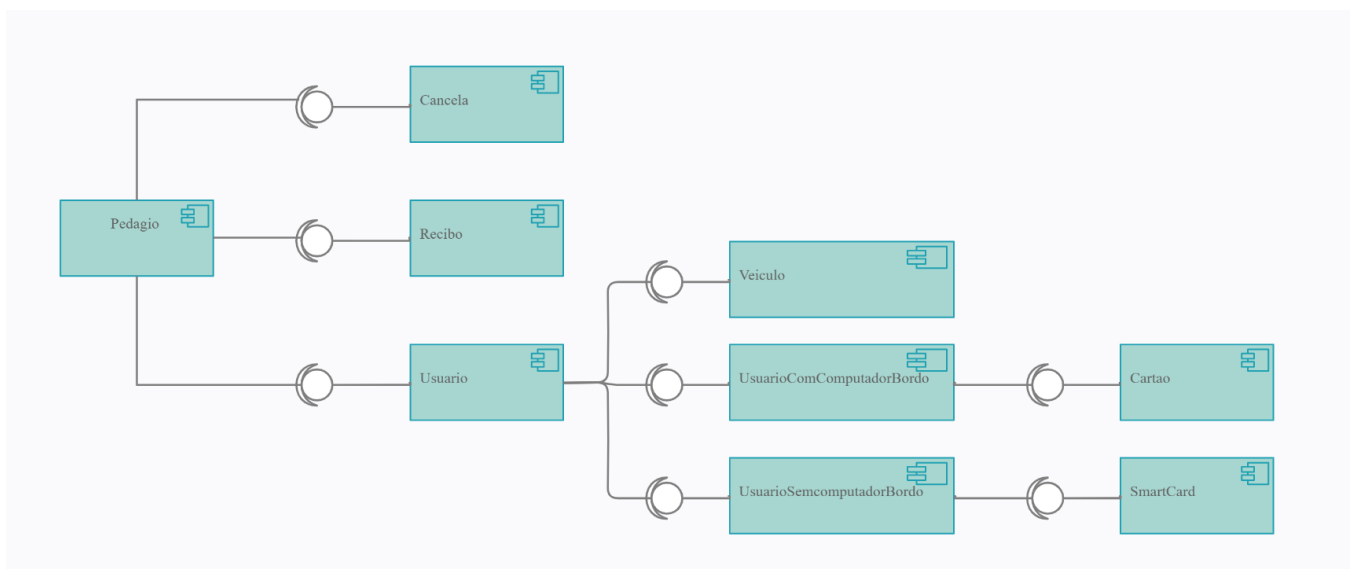 Cancela
Pedagio
Recibo
Veiculo
Usuario
UsuarioComComputadorBordo
Cartao
UsuarioSemcomputadorBordo
SmartCard